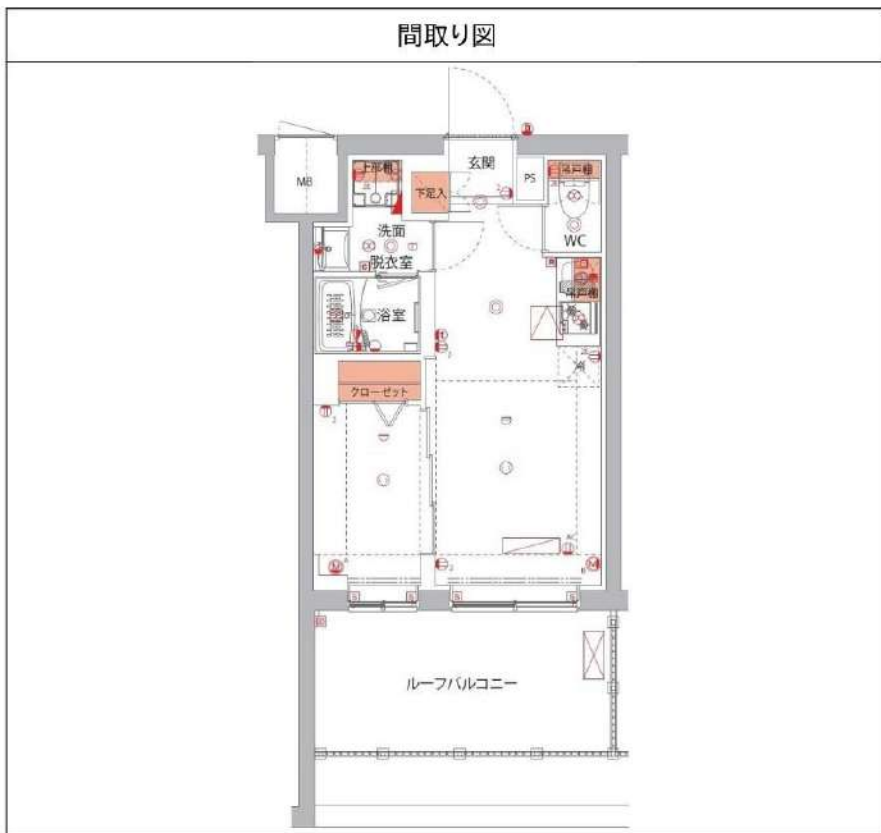 間取り図
玄関
MB
上部棚
下足入
PS
吊戸棚
WC
洗面
脱衣室
吊戸棚
浴室
クローゼット
ルーフバルコニー